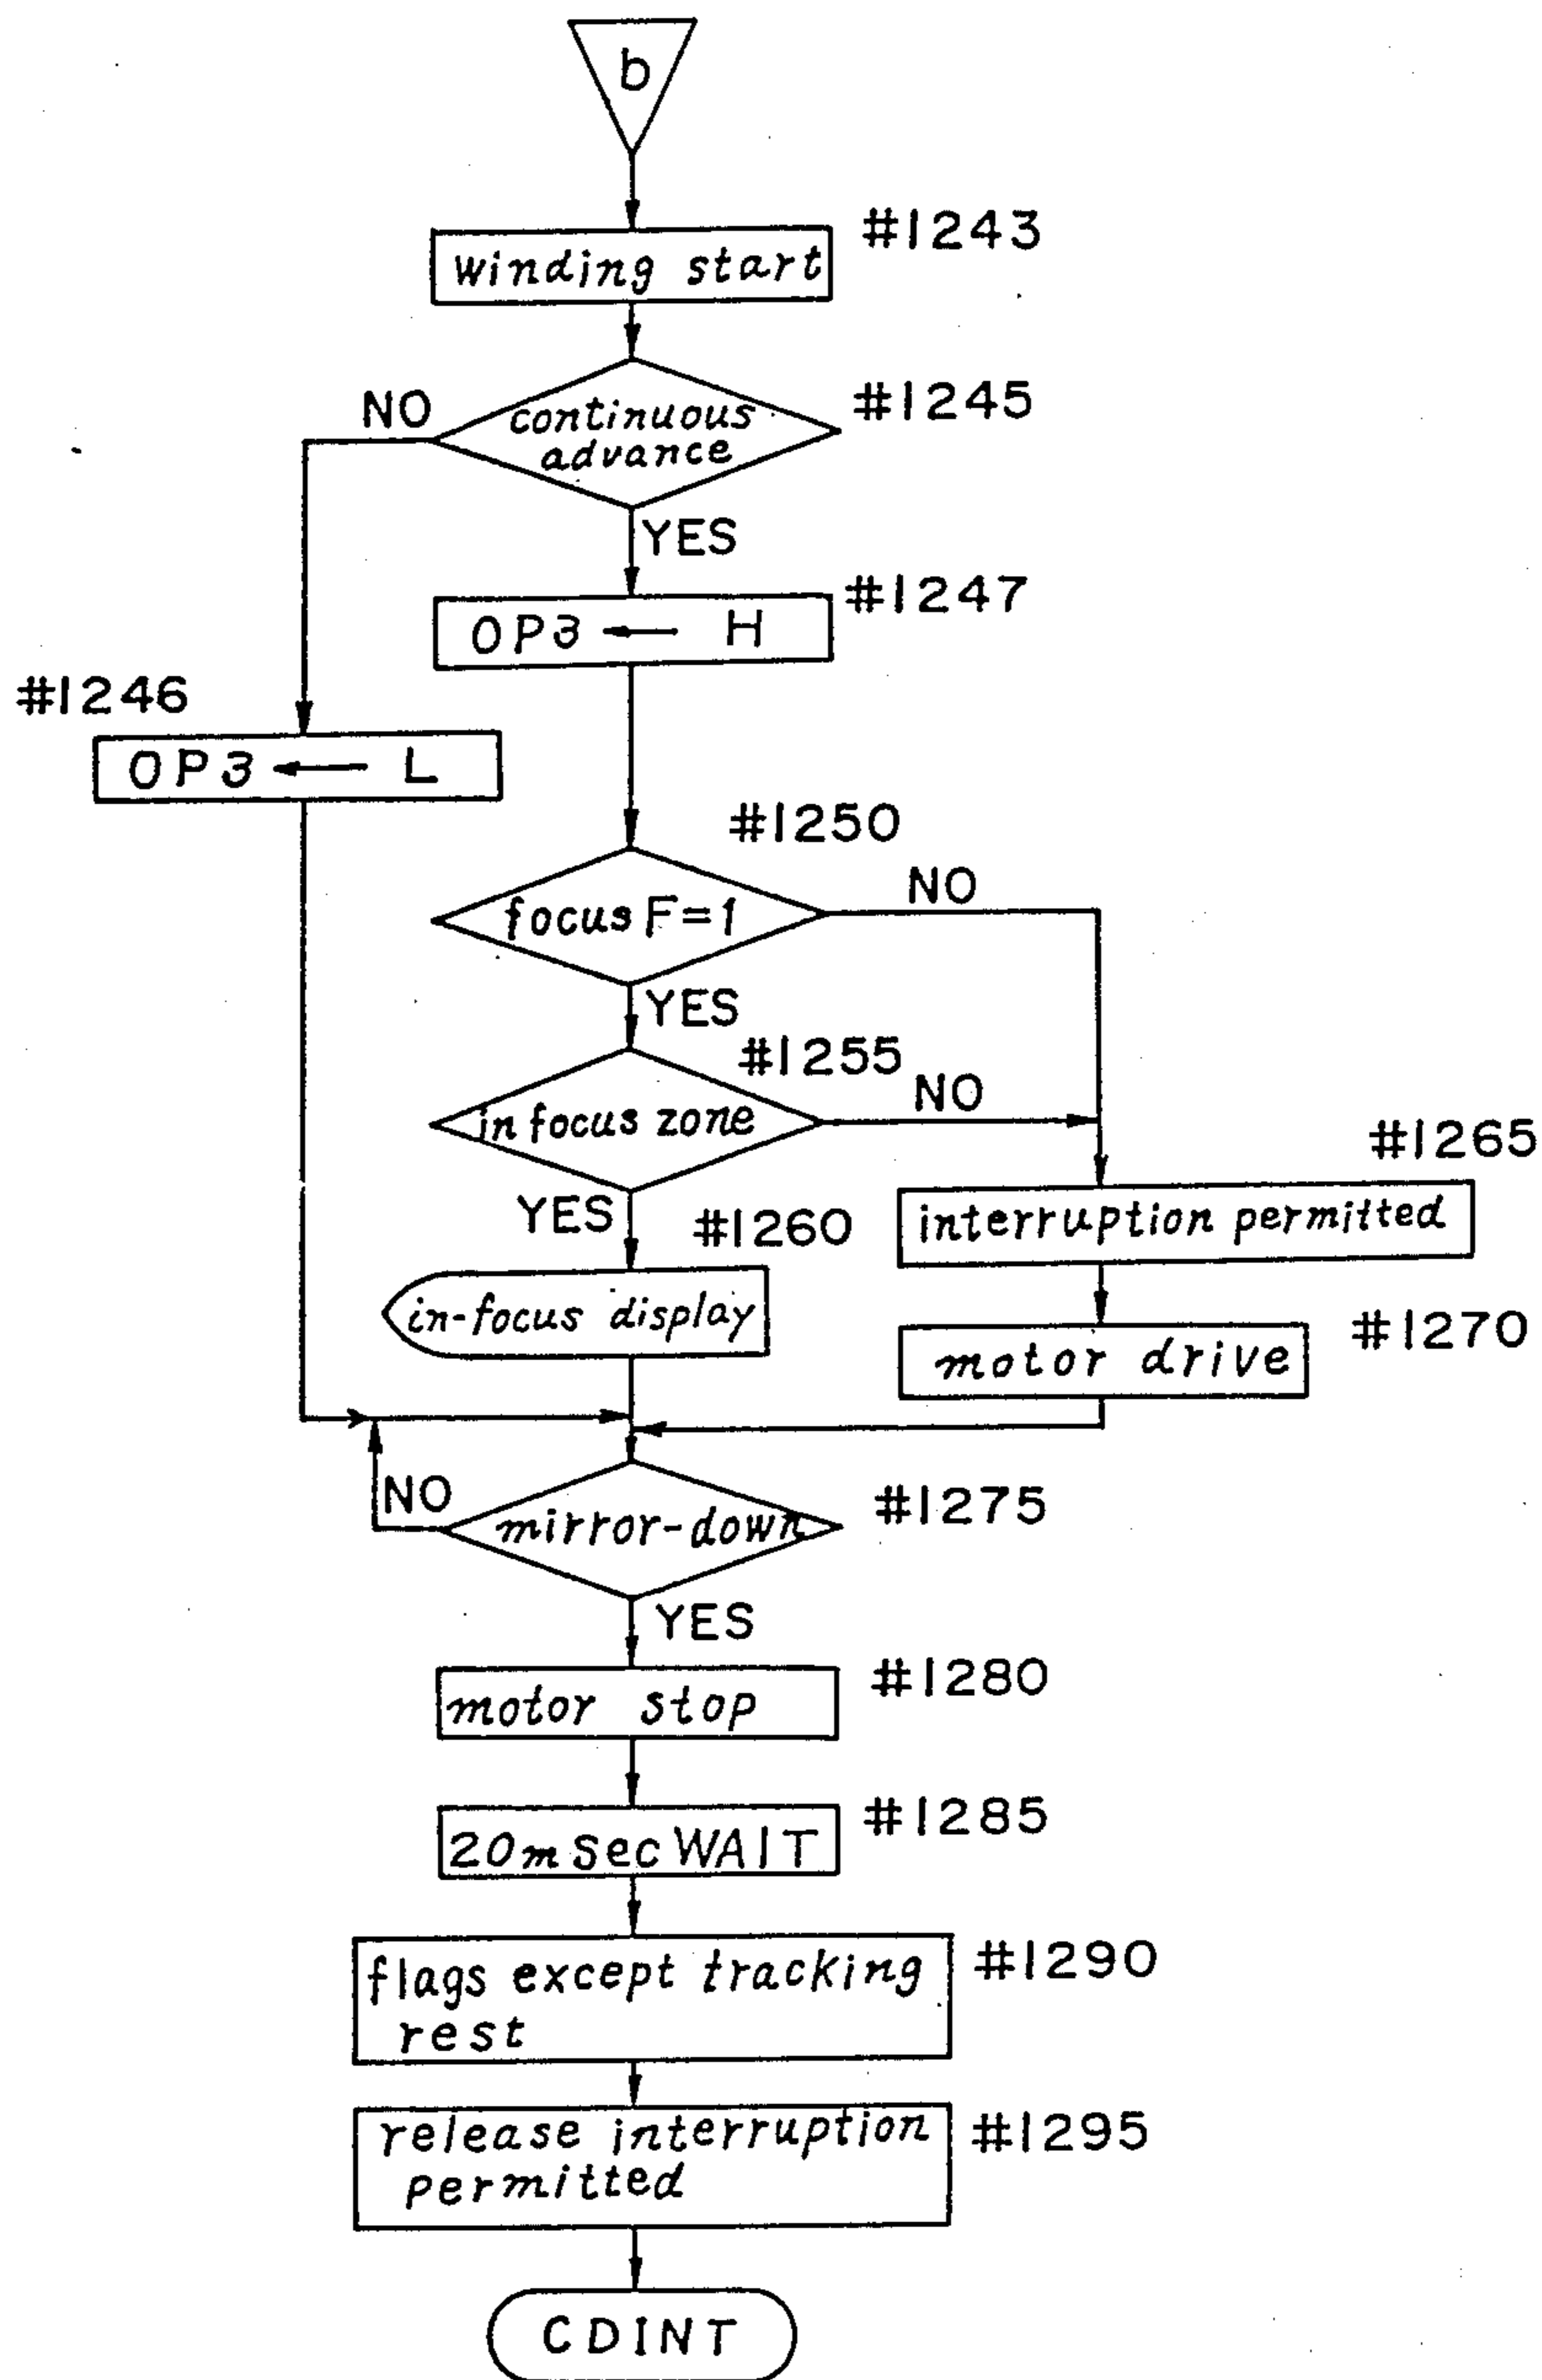 b
#1243
winding start
#1245
NO
continuous
advance
YES
#1247
OP3 ← H
#1246
OP3 ← L
#1250
focus F=1
NO
YES
#1255
in focus zone
NO
#1265
interruption permitted
YES
#1260
in-focus display
#1270
motor drive
NO
mirror-down
#1275
YES
motor stop
#1280
20mSec WAIT
#1285
flags except tracking
rest
#1290
release interruption
permitted
#1295
CDINT